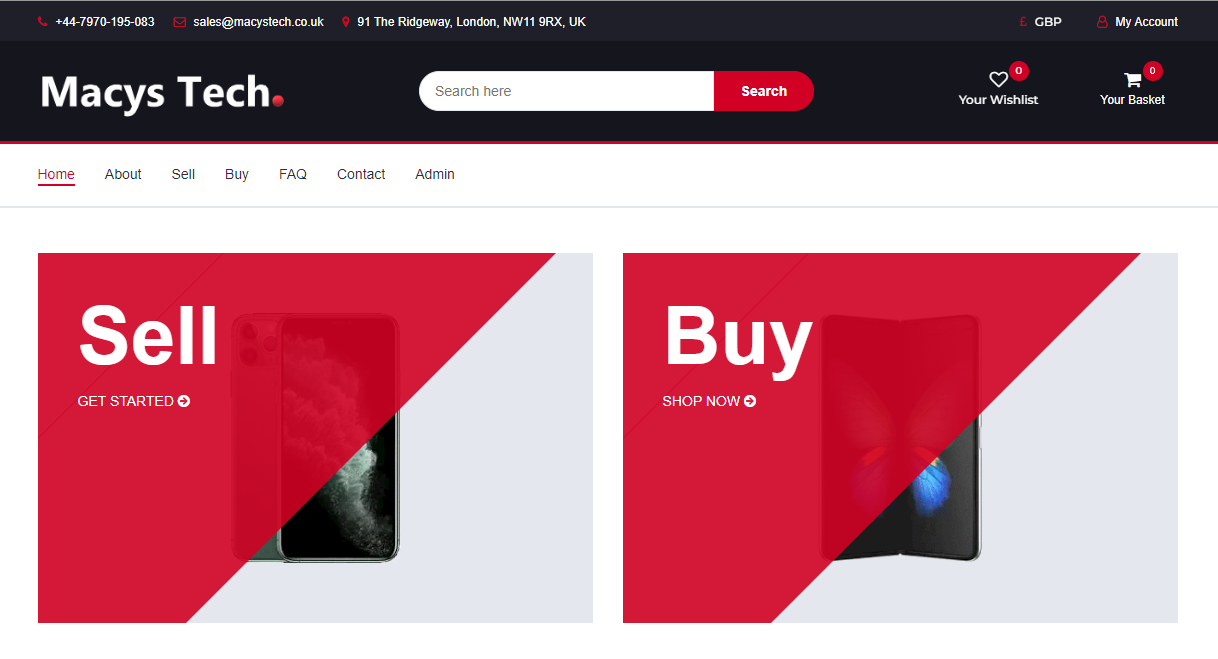 +44-7970-195-083 sales@macystech.co.uk 91 The Ridgeway, London, NW11 9RX, UK £ GBP My Account
Macys Tech. Search here Search 0 Your Wishlist 0 Your Basket
Home About Sell Buy FAQ Contact Admin
Sell
GET STARTED
Buy
SHOP NOW